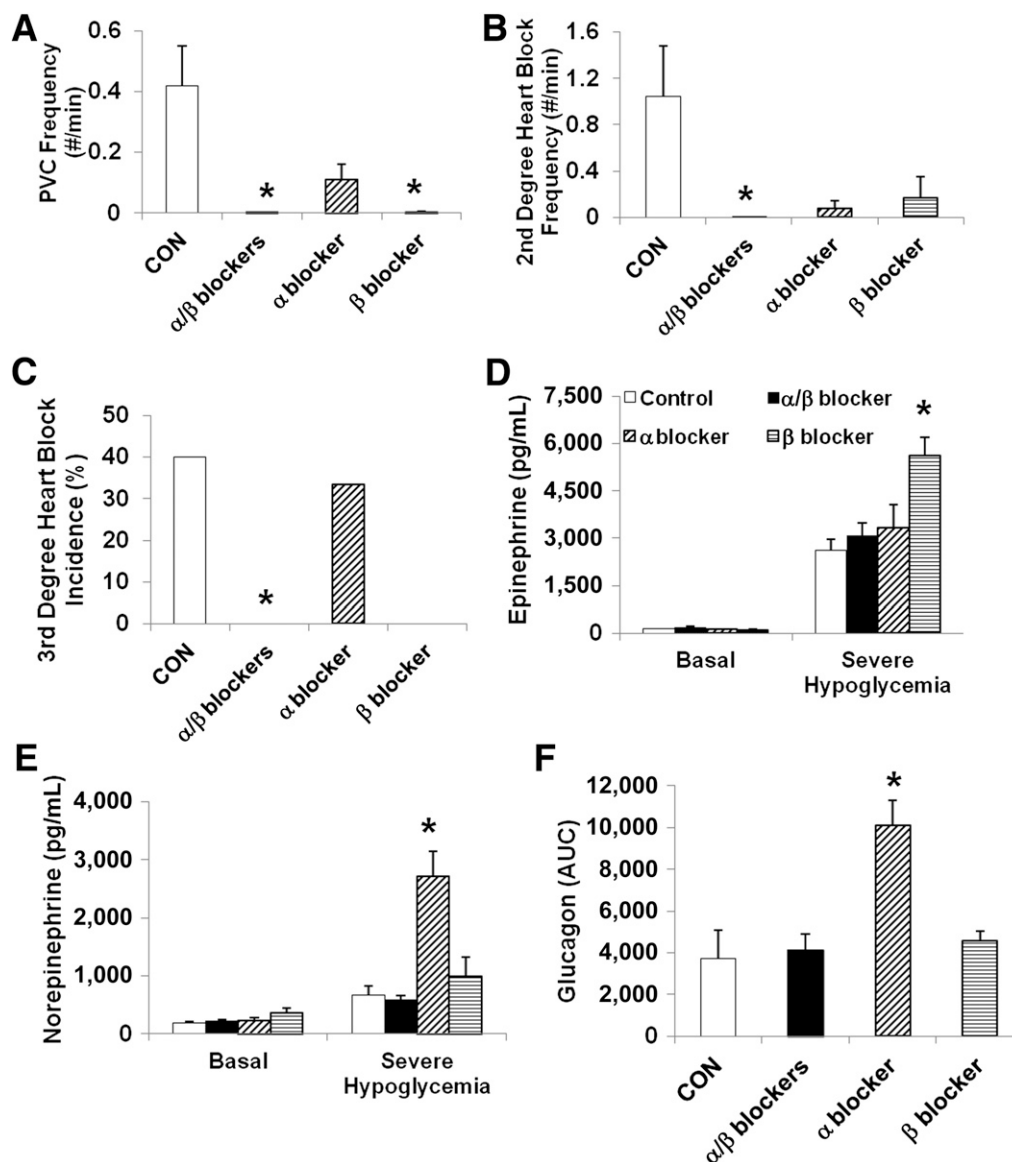 A
PVC Frequency
(#/min)
0.6
0.4
0.2
0
*
*
CON
α/β blockers
α blocker
β blocker
B
2nd Degree Heart Block
Frequency (#/min)
1.6
1.2
0.8
0.4
0
*
CON
α/β blockers
α blocker
β blocker
C
3rd Degree Heart Block
Incidence (%)
50
40
30
20
10
0
*
CON
α/β blockers
α blocker
β blocker
D
Epinephrine (pg/mL)
7,500
6,000
4,500
3,000
1,500
0
Control
α/β blocker
α blocker
β blocker
*
Basal
Severe
Hypoglycemia
E
Norepinephrine (pg/mL)
4,000
3,000
2,000
1,000
0
*
Basal
Severe
Hypoglycemia
F
Glucagon (AUC)
12,000
10,000
8,000
6,000
4,000
2,000
0
*
CON
α/β blockers
α blocker
β blocker